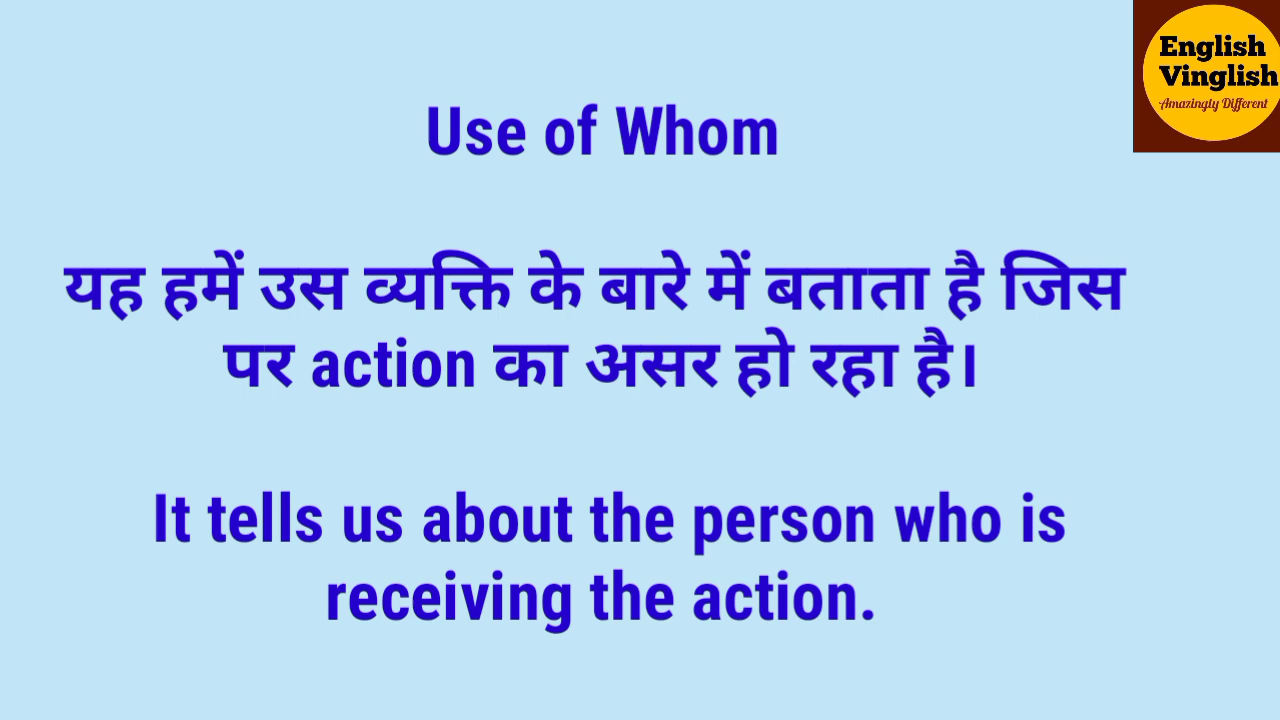 English
Vinglish
Amazingly Different
Use of Whom
यह हमें उस व्यक्ति के बारे में बताता है जिस
पर action का असर हो रहा है।
It tells us about the person who is
receiving the action.